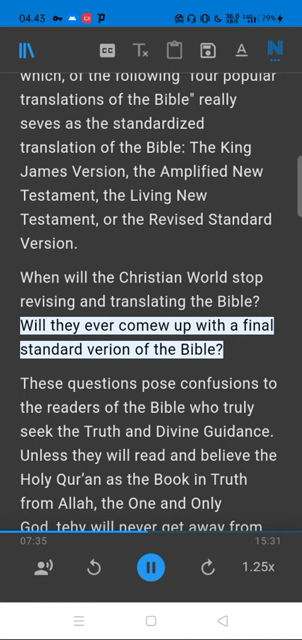 04.43
36.0
KB/S
79%
CC
A
N
which, of the following "four popular
translations of the Bible" really
seves as the standardized
translation of the Bible: The King
James Version, the Amplified New
Testament, the Living New
Testament, or the Revised Standard
Version.
When will the Christian World stop
revising and translating the Bible?
Will they ever comew up with a final
standard verion of the Bible?
These questions pose confusions to
the readers of the Bible who truly
seek the Truth and Divine Guidance.
Unless they will read and believe the
Holy Qur’an as the Book in Truth
from Allah, the One and Only
God, tehy will never get away from
07:35
15:31
1.25x